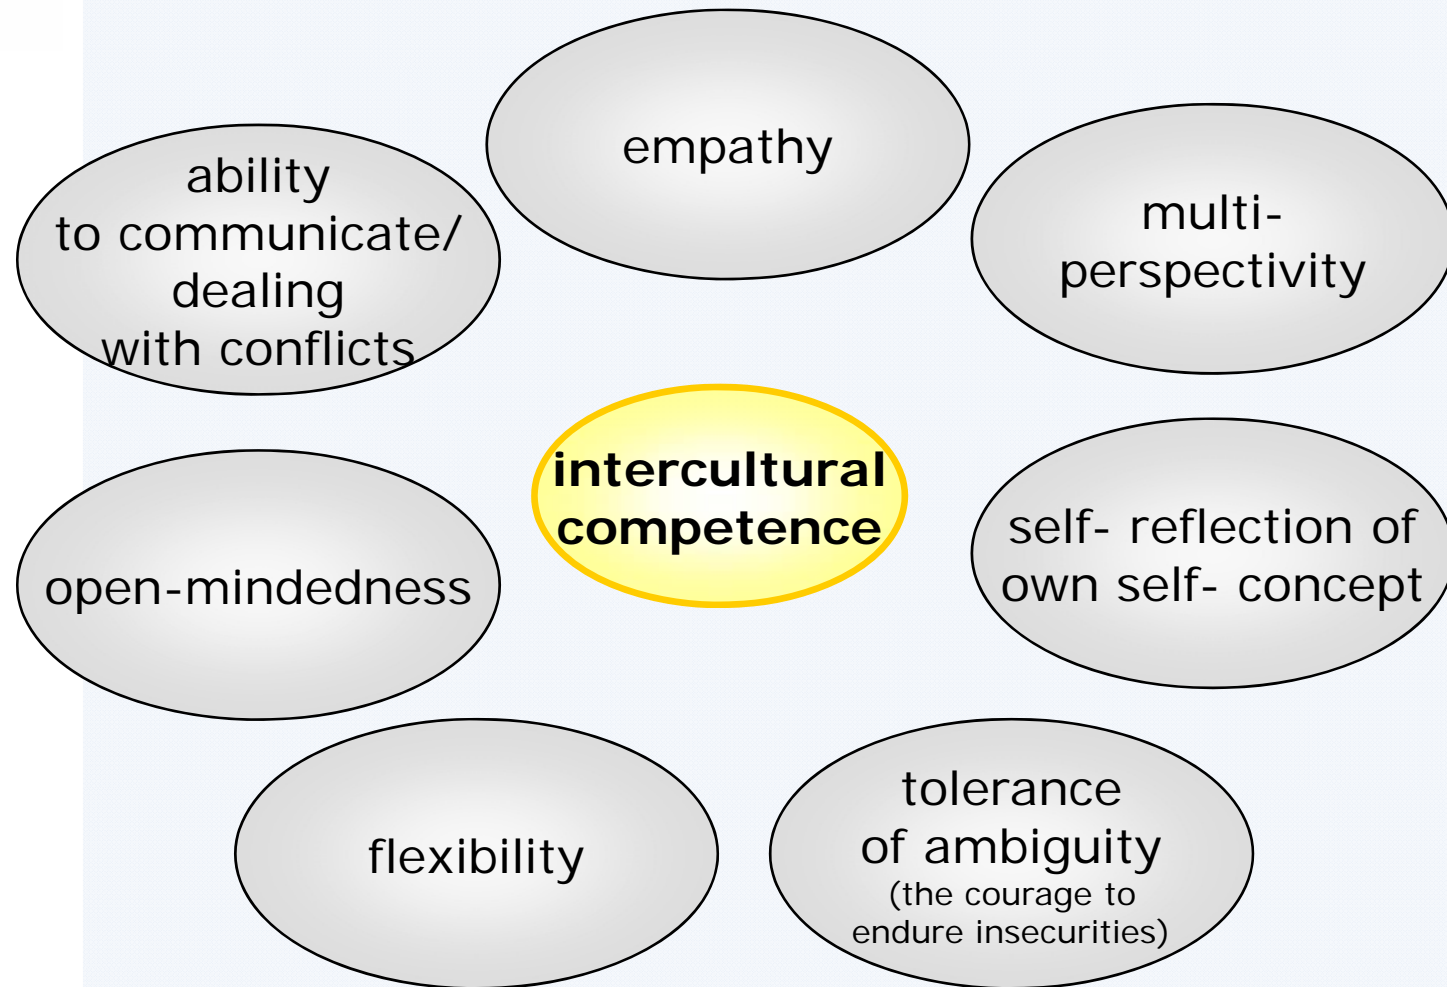 empathy
ability
to communicate/
dealing
with conflicts
multi-
perspectivity
intercultural
competence
self- reflection of
own self- concept
open-mindedness
tolerance
of ambiguity
(the courage to
endure insecurities)
flexibility